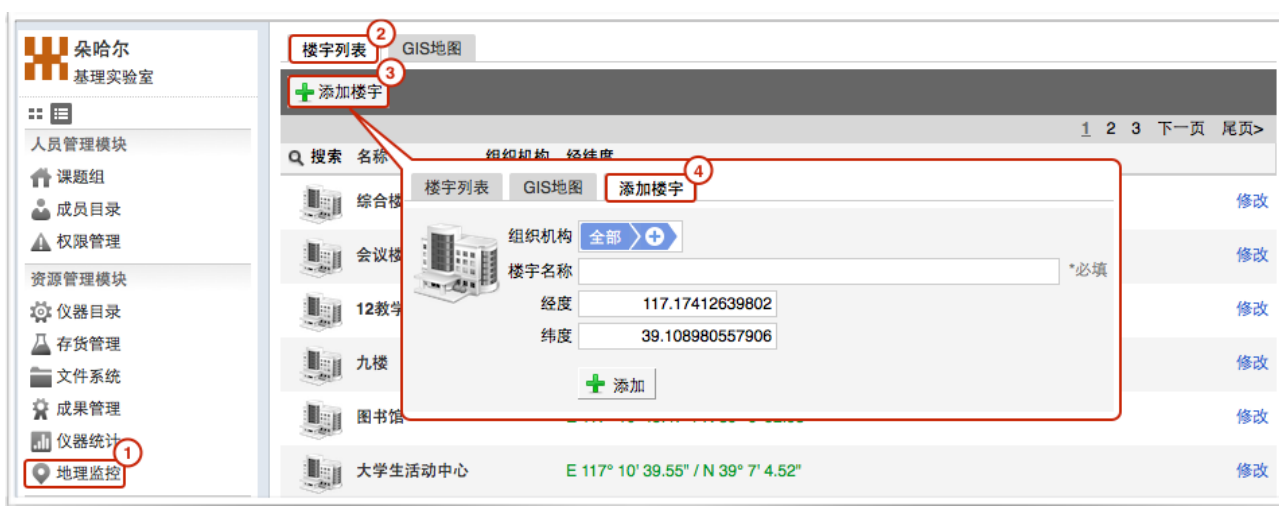 朵哈尔
基理实验室
人员管理模块
课题组
成员目录
权限管理
资源管理模块
仪器目录
存货管理
文件系统
成果管理
仪器统计
1
地理监控
楼宇列表 2 GIS地图
3
添加楼宇
1 2 3 下一页 尾页>
搜索 名称 组织机构 经纬度
综合楼 修改
会议楼 修改
12教学 修改
九楼 修改
图书馆 修改
大学生活动中心 E 117° 10' 39.55" / N 39° 7' 4.52" 修改
楼宇列表 GIS地图 添加楼宇 4
组织机构 全部
楼宇名称 *必填
经度 117.17412639802
纬度 39.108980557906
添加